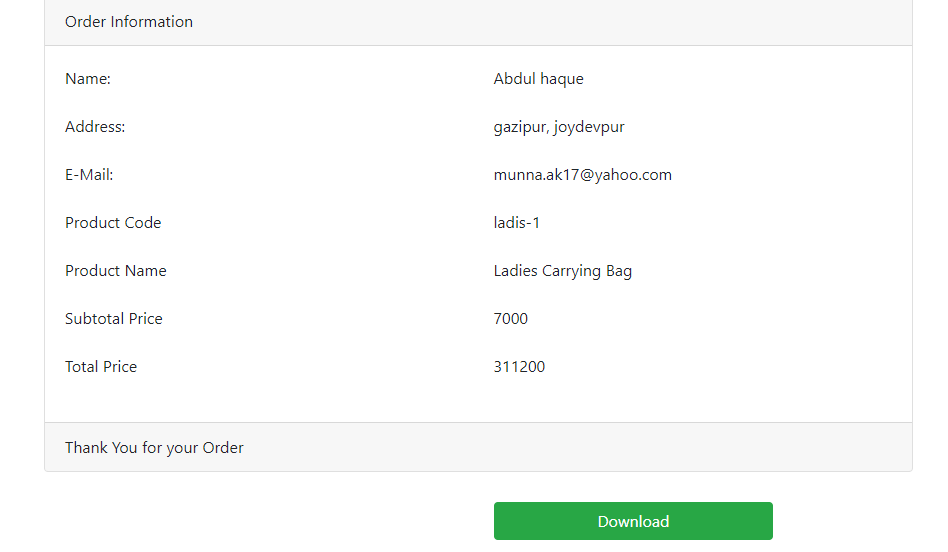 Order Information
Name: Abdul haque
Address: gazipur, joydevpur
E-Mail: munna.ak17@yahoo.com
Product Code ladis-1
Product Name Ladies Carrying Bag
Subtotal Price 7000
Total Price 311200
Thank You for your Order
Download